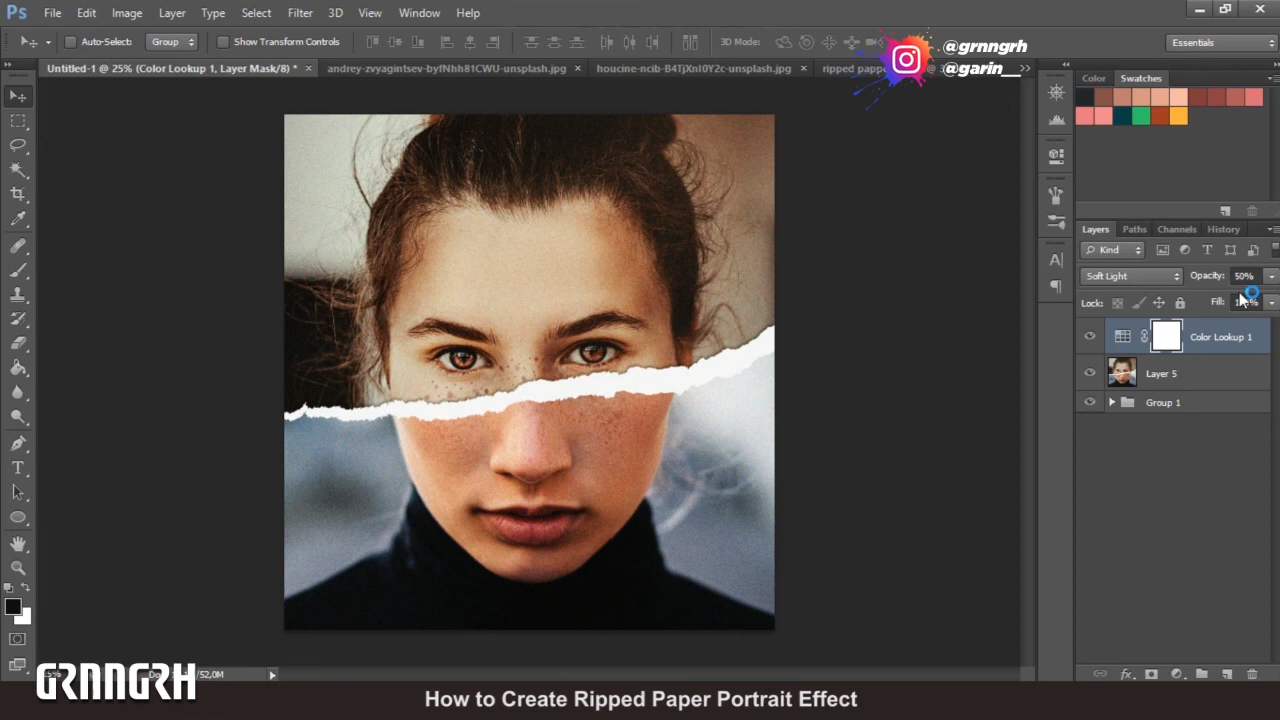 Ps File Edit Image Layer Type Select Filter 3D View Window Help
Auto-Select: Group Show Transform Controls 3D Mode: Essentials
@grnngrh
@garin__
Untitled-1 @ 25% (Color Lookup 1, Layer Mask/8) * × andrey-zvyagintsev-byfNhh81CWU-unsplash.jpg × houcine-ncib-B4TjXnI0Y2c-unsplash.jpg × ripped
Color Swatches
Layers Paths Channels History
Kind
Soft Light Opacity: 50%
Lock: Fill:
Color Lookup 1
Layer 5
Group 1
GRNNGRH
/52,0M
How to Create Ripped Paper Portrait Effect